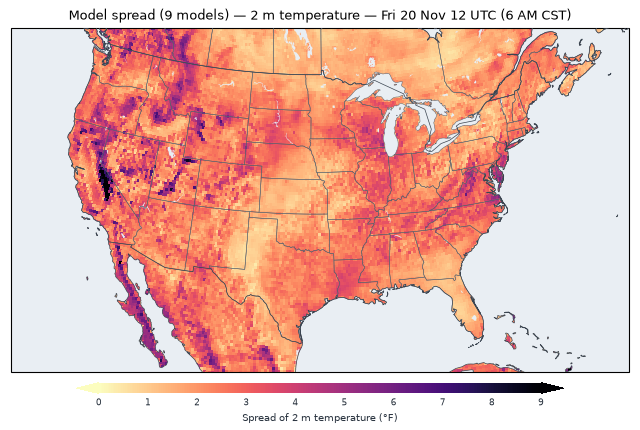 Model spread (9 models) — 2 m temperature — Fri 20 Nov 12 UTC (6 AM CST)
0 1 2 3 4 5 6 7 8 9
Spread of 2 m temperature (°F)